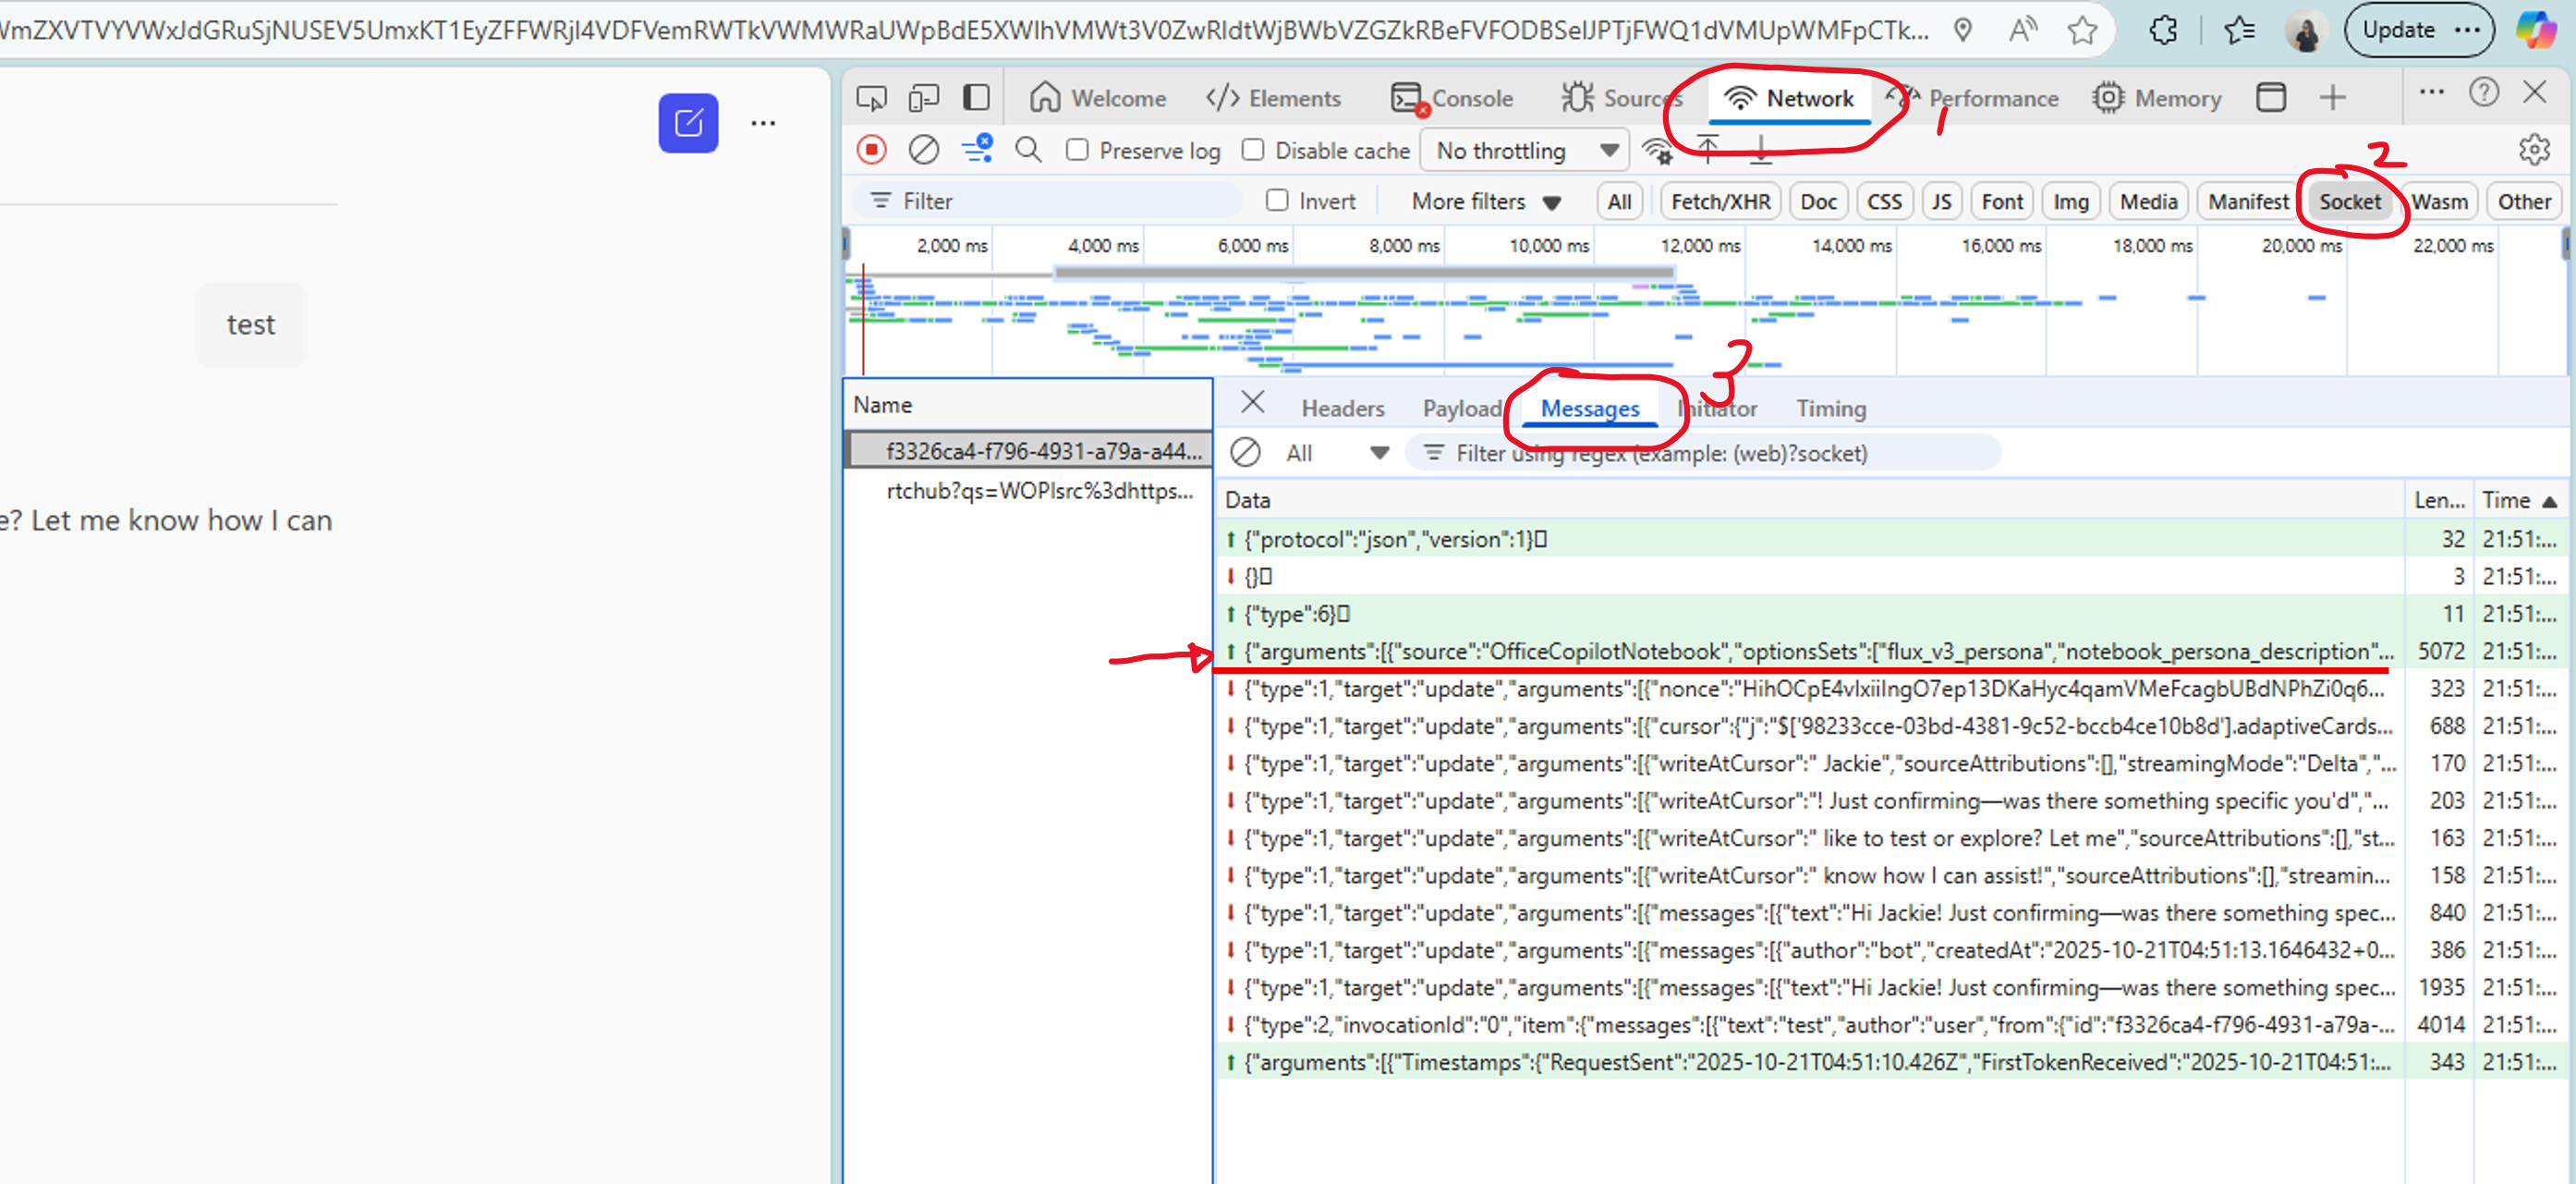 WmZXVTVYVWxJdGRuSjNUSEV5UmxKT1EyZFFWRjl4VDFVemRWTkVWMWRaUWpBdE5XWlhVMWt3V0ZwRldtWjBWbVZGZkRBeFVFODBSelJPTjFWQ1dVMUpWMFpCTk...
Update
Welcome
Elements
Console
Sources
Network
Performance
Memory
1
Preserve log
Disable cache
No throttling
2
Filter
Invert
More filters
All
Fetch/XHR
Doc
CSS
JS
Font
Img
Media
Manifest
Socket
Wasm
Other
2,000 ms
4,000 ms
6,000 ms
8,000 ms
10,000 ms
12,000 ms
14,000 ms
16,000 ms
18,000 ms
20,000 ms
22,000 ms
test
e? Let me know how I can
Name
f3326ca4-f796-4931-a79a-a44...
rtchub?qs=WOPIsrc%3dhttps...
3
Headers
Payload
Messages
Initiator
Timing
All
Filter using regex (example: (web)?socket)
Data Len... Time
{"protocol":"json","version":1} 32 21:51:...
{} 3 21:51:...
{"type":6} 11 21:51:...
{"arguments":[{"source":"OfficeCopilotNotebook","optionsSets":["flux_v3_persona","notebook_persona_description"... 5072 21:51:...
{"type":1,"target":"update","arguments":[{"nonce":"HihOCpE4vlxiiIngO7ep13DKaHyc4qamVMeFcagbUBdNPhZi0q6... 323 21:51:...
{"type":1,"target":"update","arguments":[{"cursor":{"j":"$['98233cce-03bd-4381-9c52-bccb4ce10b8d'].adaptiveCards... 688 21:51:...
{"type":1,"target":"update","arguments":[{"writeAtCursor":" Jackie","sourceAttributions":[],"streamingMode":"Delta","... 170 21:51:...
{"type":1,"target":"update","arguments":[{"writeAtCursor":"! Just confirming—was there something specific you'd","... 203 21:51:...
{"type":1,"target":"update","arguments":[{"writeAtCursor":" like to test or explore? Let me","sourceAttributions":[],"st... 163 21:51:...
{"type":1,"target":"update","arguments":[{"writeAtCursor":" know how I can assist!","sourceAttributions":[],"streamin... 158 21:51:...
{"type":1,"target":"update","arguments":[{"messages":[{"text":"Hi Jackie! Just confirming—was there something spec... 840 21:51:...
{"type":1,"target":"update","arguments":[{"messages":[{"author":"bot","createdAt":"2025-10-21T04:51:13.1646432+0... 386 21:51:...
{"type":1,"target":"update","arguments":[{"messages":[{"text":"Hi Jackie! Just confirming—was there something spec... 1935 21:51:...
{"type":2,"invocationId":"0","item":{"messages":[{"text":"test","author":"user","from":{"id":"f3326ca4-f796-4931-a79a-... 4014 21:51:...
{"arguments":[{"Timestamps":{"RequestSent":"2025-10-21T04:51:10.426Z","FirstTokenReceived":"2025-10-21T04:51:... 343 21:51:...